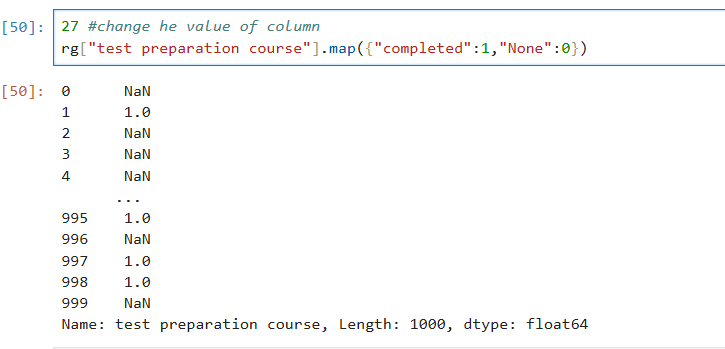 [50]: 27 #change he value of column
rg["test preparation course"].map({"completed":1,"None":0})
[50]: 0 NaN
1 1.0
2 NaN
3 NaN
4 NaN
...
995 1.0
996 NaN
997 1.0
998 1.0
999 NaN
Name: test preparation course, Length: 1000, dtype: float64